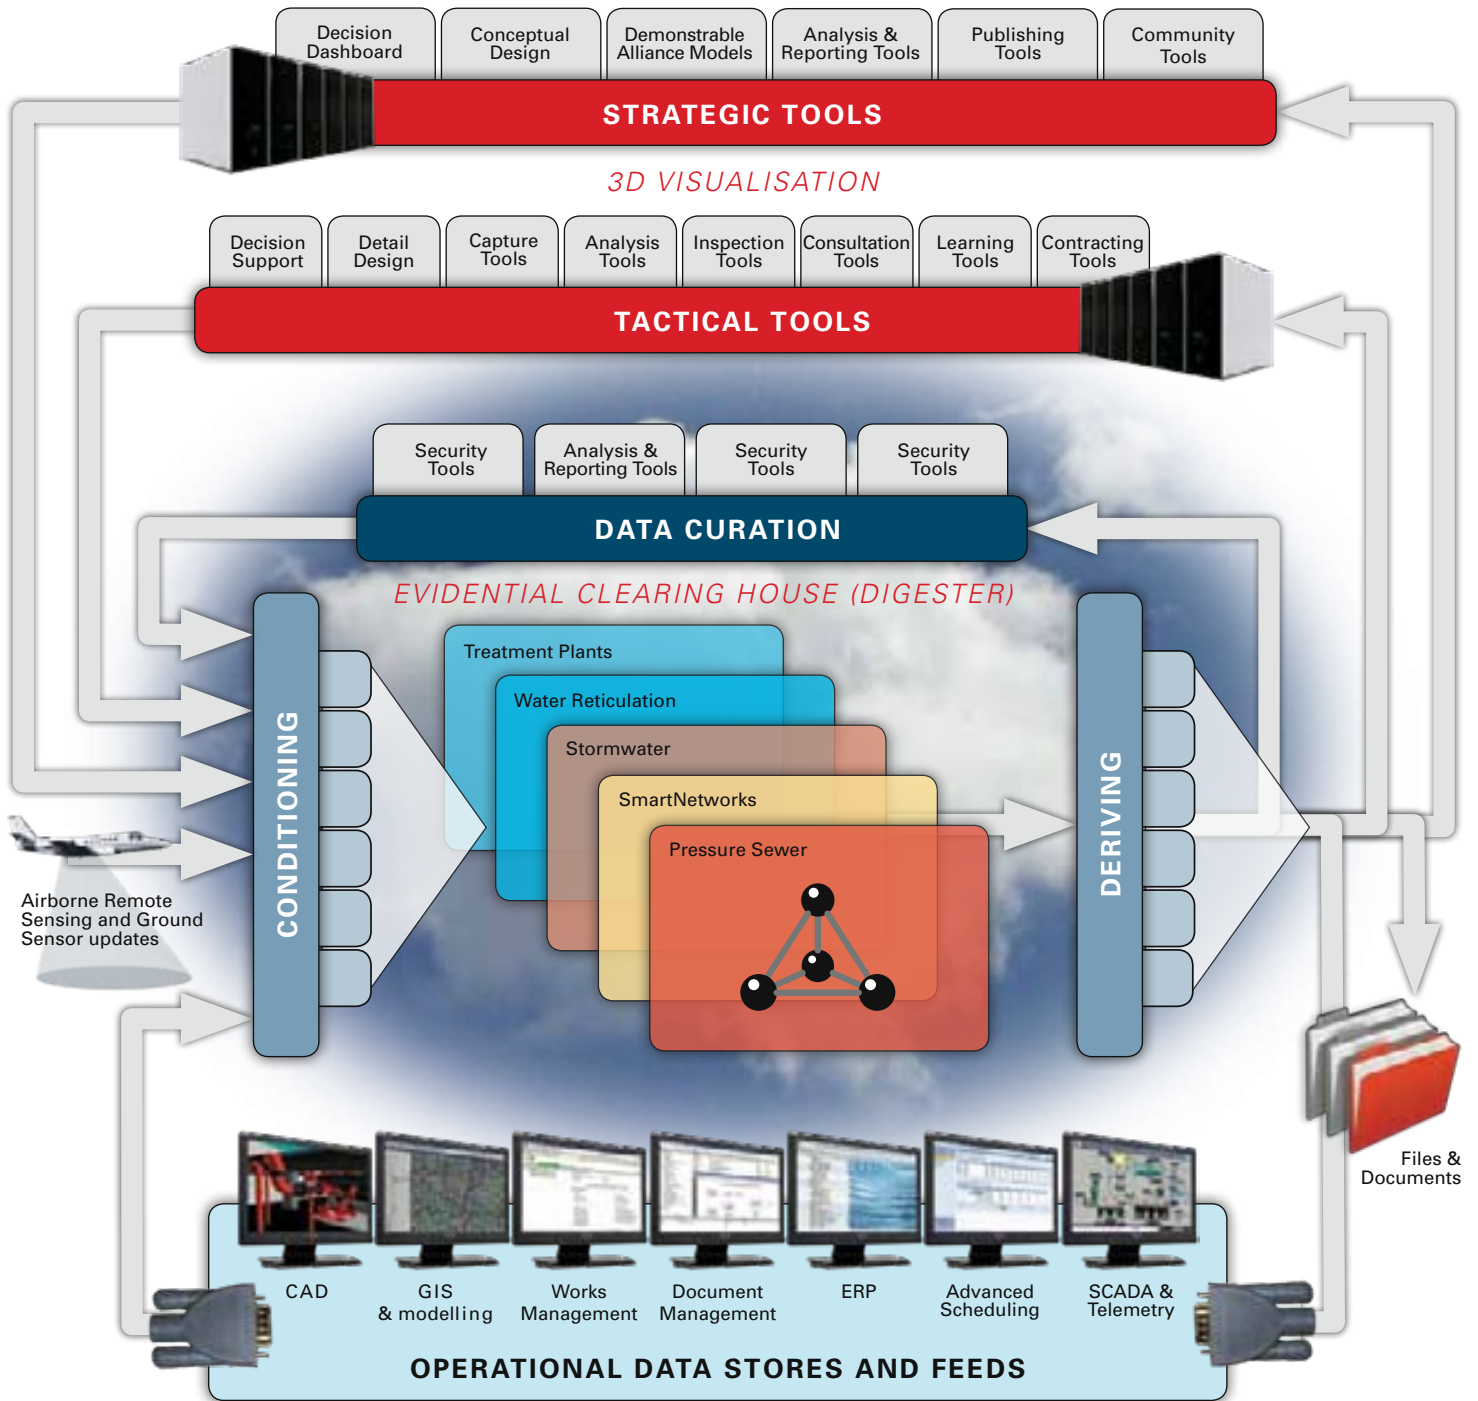 Decision
Dashboard
Conceptual
Design
Demonstrable
Alliance Models
Analysis &
Reporting Tools
Publishing
Tools
Community
Tools
STRATEGIC TOOLS
3D VISUALISATION
Decision
Support
Detail
Design
Capture
Tools
Analysis
Tools
Inspection
Tools
Consultation
Tools
Learning
Tools
Contracting
Tools
TACTICAL TOOLS
Security
Tools
Analysis &
Reporting Tools
Security
Tools
Security
Tools
DATA CURATION
EVIDENTIAL CLEARING HOUSE (DIGESTER)
CONDITIONING
Treatment Plants
Water Reticulation
Stormwater
SmartNetworks
Pressure Sewer
DERIVING
Airborne Remote
Sensing and Ground
Sensor updates
Files &
Documents
CAD
GIS
& modelling
Works
Management
Document
Management
ERP
Advanced
Scheduling
SCADA &
Telemetry
OPERATIONAL DATA STORES AND FEEDS